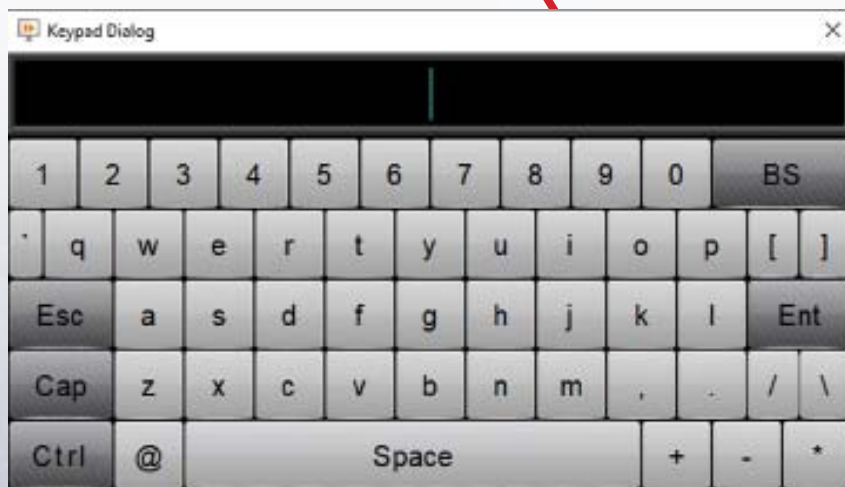 Keypad Dialog
1 2 3 4 5 6 7 8 9 0 BS
` q w e r t y u i o p [ ]
Esc a s d f g h j k l Ent
Cap z x c v b n m , . / \
Ctrl @ Space + - *